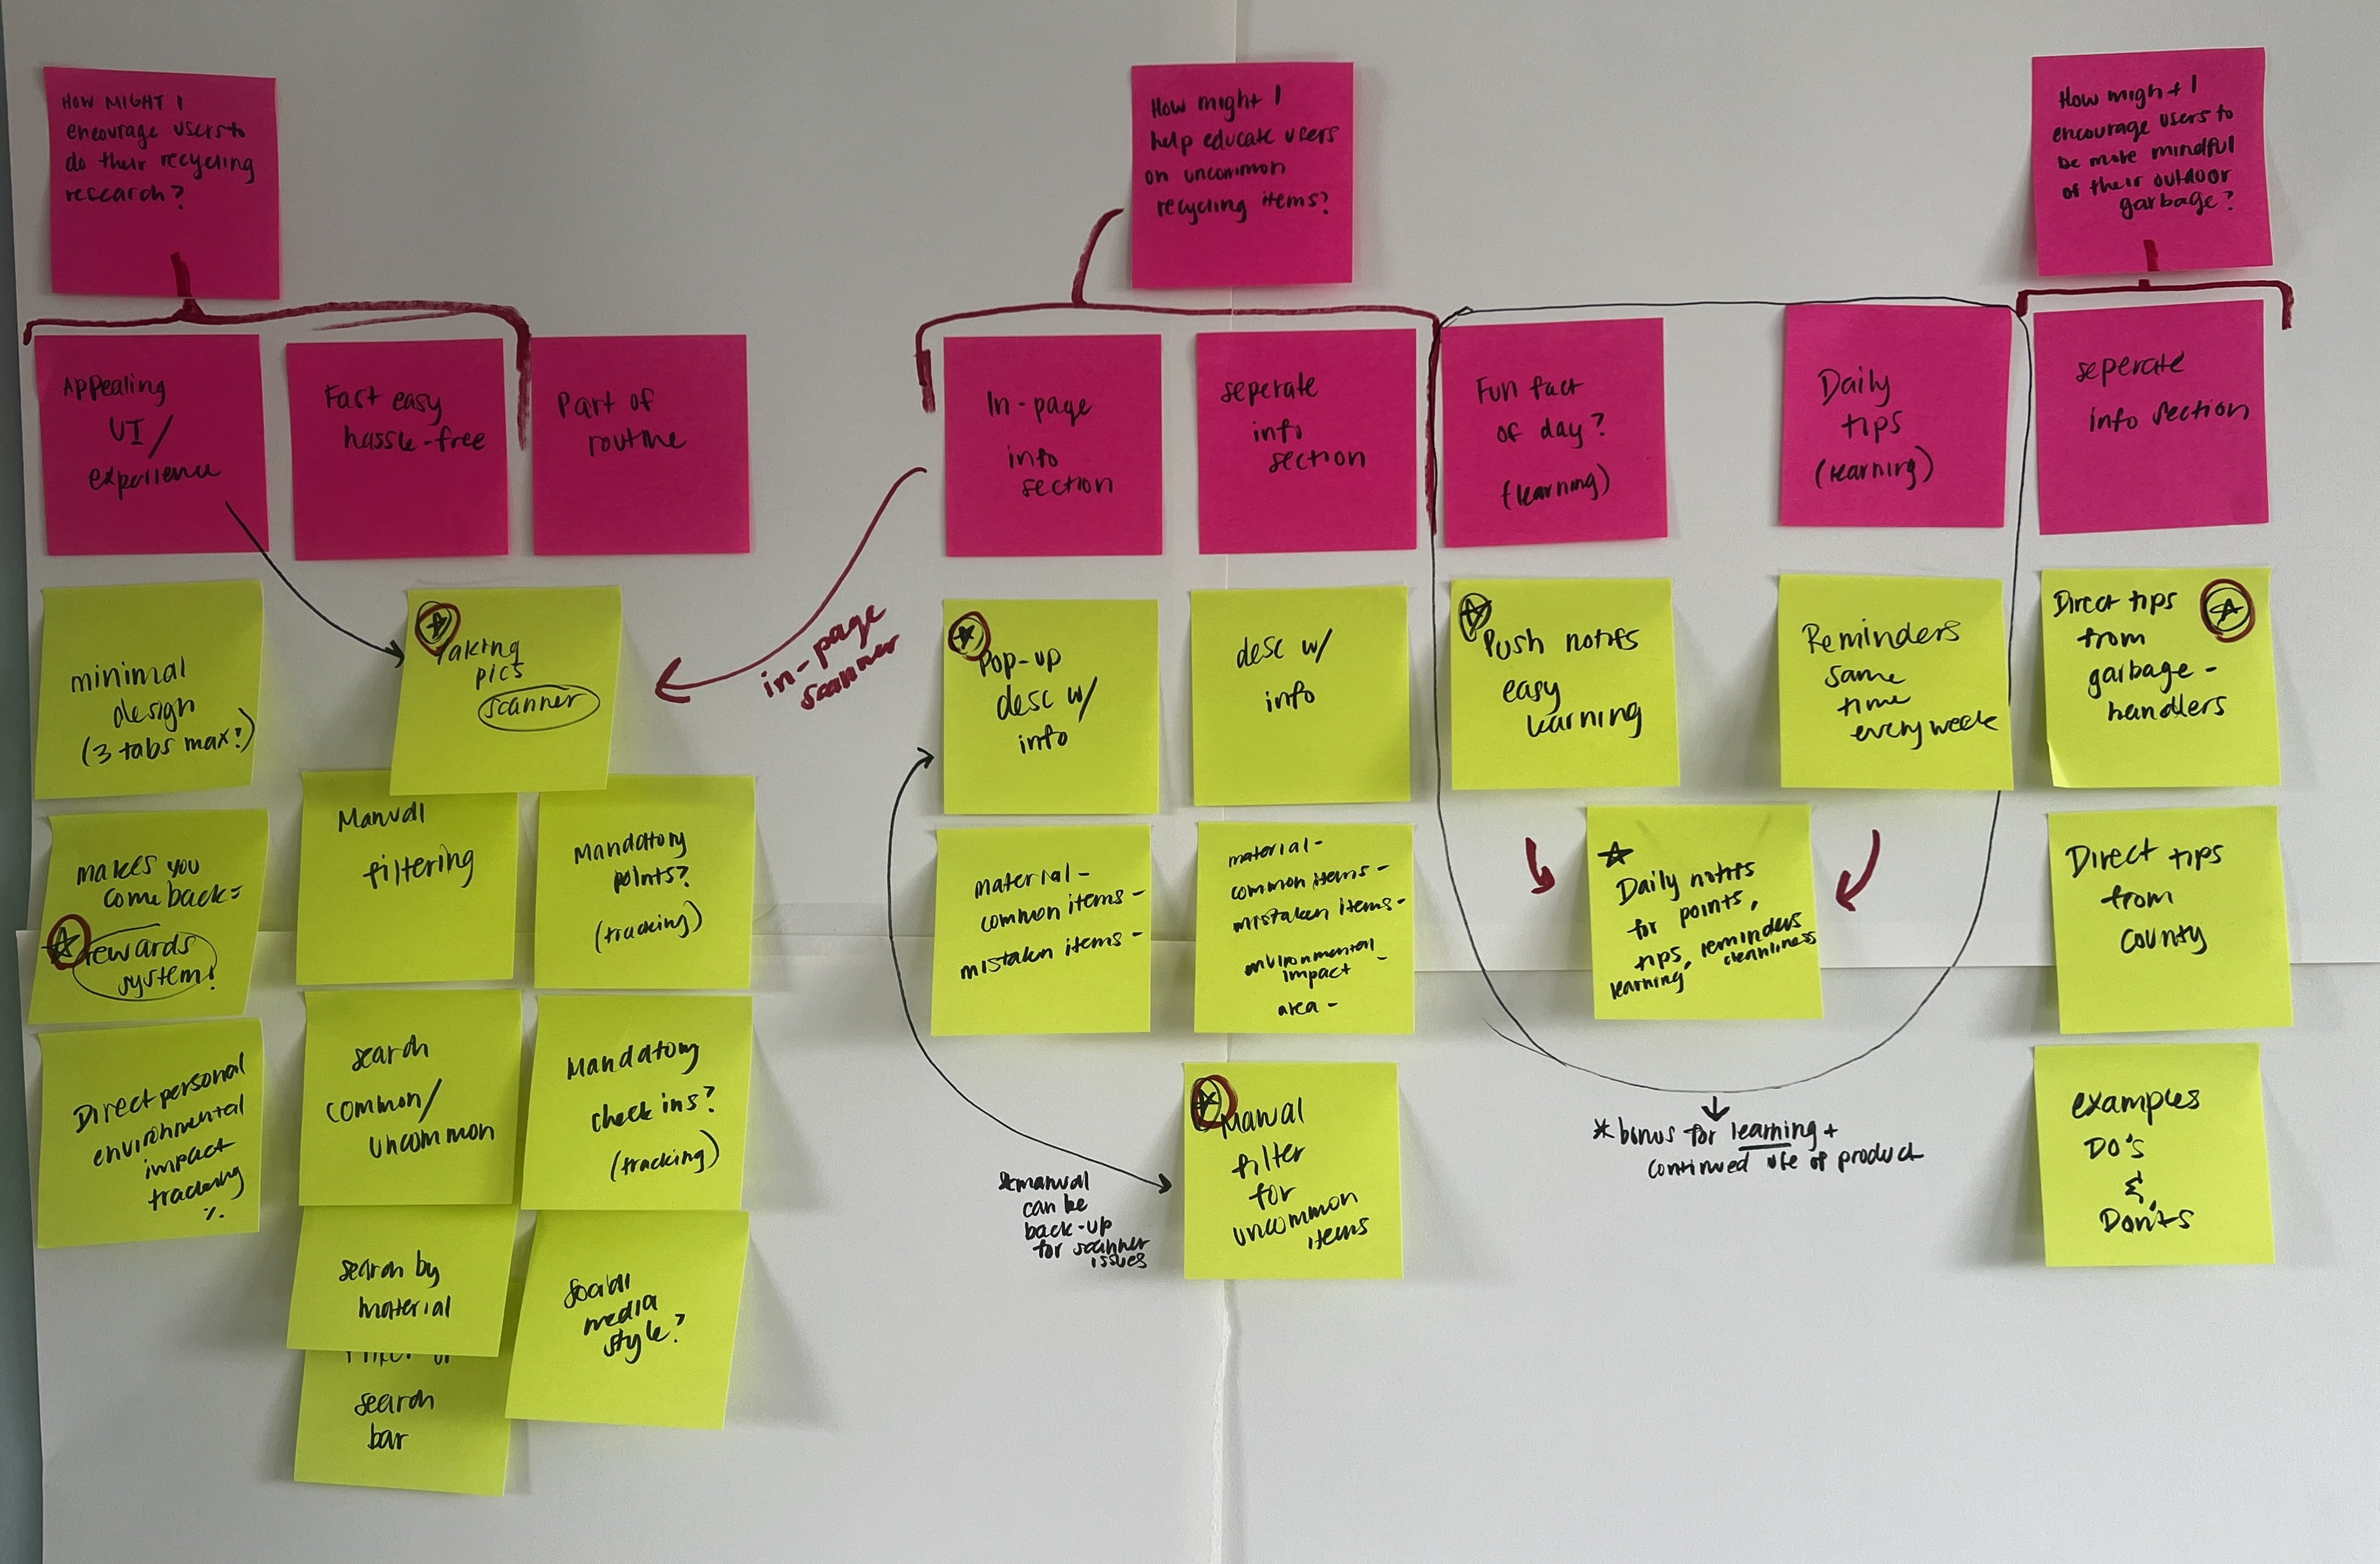 HOW MIGHT I
encourage users to
do their recycling
research?
How might I
help educate users
on uncommon
recycling items?
How might I
encourage users to
be more mindful
of their outdoor
garbage?
Appealing
UI/
experience
Fast easy
hassle-free
Part of
routine
In-page
info
section
seperate
info
section
Fun fact
of day?
(learning)
Daily
tips
(learning)
seperate
info section
minimal
design
(3 tabs max?)
makes you
come back:
rewards
system!
Direct personal
environmental
impact
tracking
%
Taking
pics
scanner
Manual
filtering
search
common/
uncommon
search by
material
search
bar
Mandatory
points?
(tracking)
Mandatory
check ins?
(tracking)
Social
media
style?
in-page
scanner
Pop-up
desc w/
info
material-
common items-
mistaken items-
desc w/
info
material-
common items-
mistaken items-
environmental
impact -
area -
Manual
filter
for
uncommon
items
*manual
can be
back-up
for scanner
issues
Push notifs
easy
learning
Reminders
same
time
every week
Daily notifs
for points,
tips, reminders
learning, cleanliness
*bonus for learning +
continued use of product
Direct tips
from
garbage-
handlers
Direct tips
from
county
examples
DO's
&
Don'ts